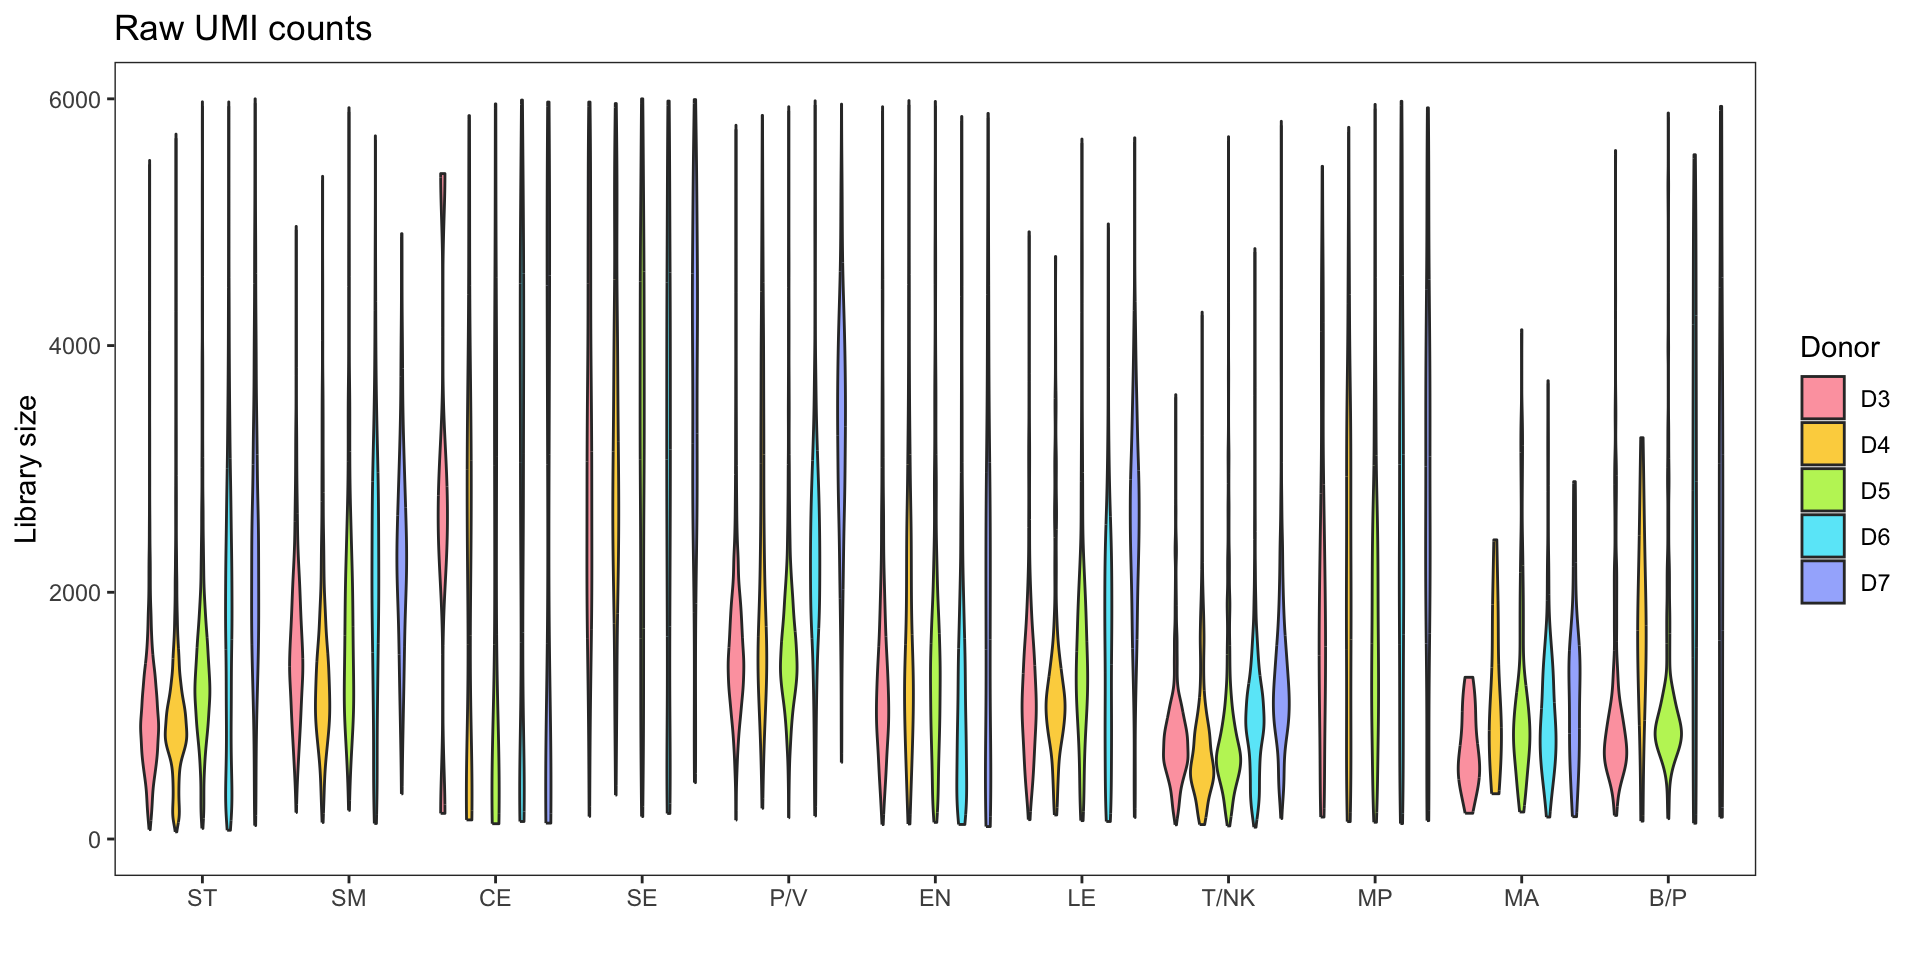 Raw UMI counts
Library size
6000
4000
2000
0
ST SM CE SE P/V EN LE T/NK MP MA B/P
Donor
D3
D4
D5
D6
D7